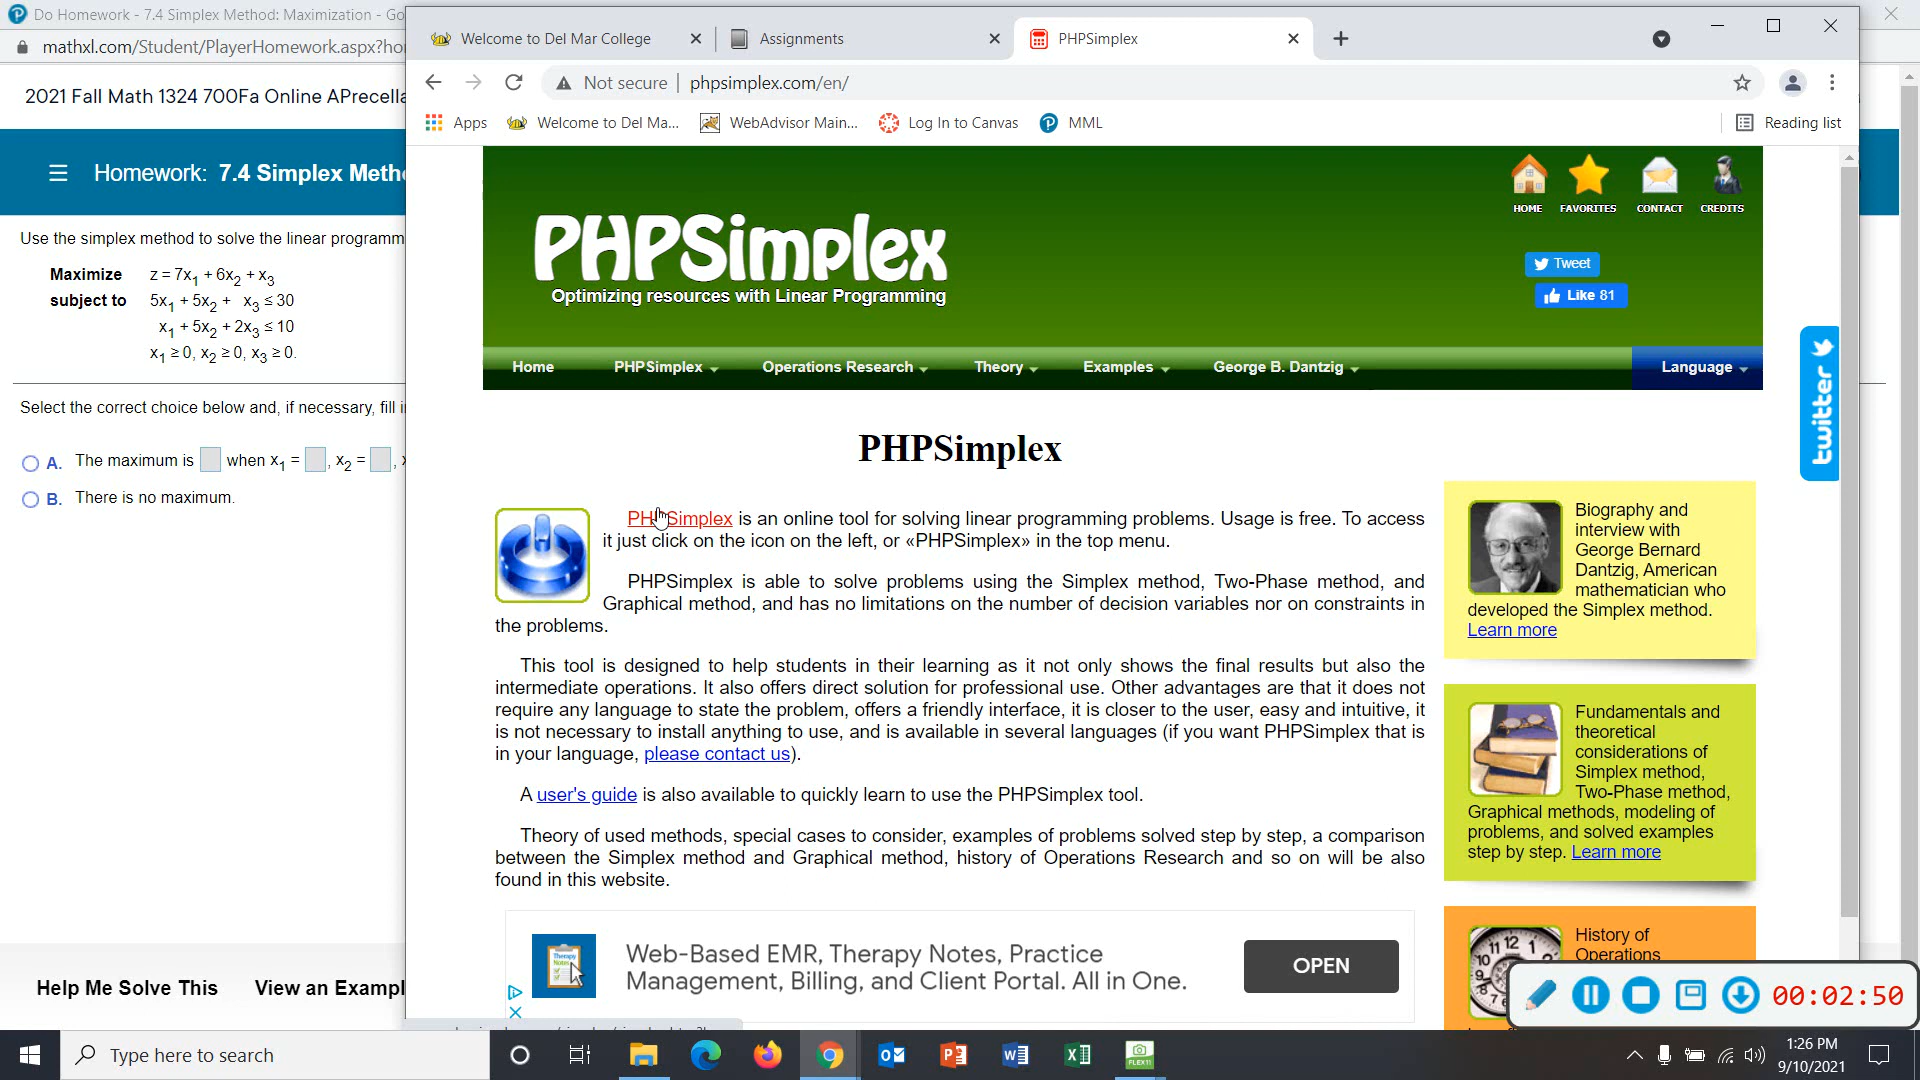 Do Homework - 7.4 Simplex Method: Maximization - Go
mathxl.com/Student/PlayerHomework.aspx?ho
2021 Fall Math 1324 700Fa Online APrecella
Homework: 7.4 Simplex Meth
Use the simplex method to solve the linear programm
Maximize z = 7x1 + 6x2 + x3
subject to 5x1 + 5x2 + x3 ≤ 30
x1 + 5x2 + 2x3 ≤ 10
x1 ≥ 0, x2 ≥ 0, x3 ≥ 0.
Select the correct choice below and, if necessary, fill i
A. The maximum is when x1 = , x2 = ,
B. There is no maximum.
Help Me Solve This View an Exampl
Welcome to Del Mar College
Assignments
PHPSimplex
Not secure phpsimplex.com/en/
Apps Welcome to Del Ma... WebAdvisor Main... Log In to Canvas MML Reading list
HOME FAVORITES CONTACT CREDITS
PHPSimplex
Optimizing resources with Linear Programming
Tweet
Like 81
Home PHPSimplex Operations Research Theory Examples George B. Dantzig Language
twitter
PHPSimplex
PHPSimplex is an online tool for solving linear programming problems. Usage is free. To access
it just click on the icon on the left, or «PHPSimplex» in the top menu.
PHPSimplex is able to solve problems using the Simplex method, Two-Phase method, and
Graphical method, and has no limitations on the number of decision variables nor on constraints in
the problems.
This tool is designed to help students in their learning as it not only shows the final results but also the
intermediate operations. It also offers direct solution for professional use. Other advantages are that it does not
require any language to state the problem, offers a friendly interface, it is closer to the user, easy and intuitive, it
is not necessary to install anything to use, and is available in several languages (if you want PHPSimplex that is
in your language, please contact us).
A user's guide is also available to quickly learn to use the PHPSimplex tool.
Theory of used methods, special cases to consider, examples of problems solved step by step, a comparison
between the Simplex method and Graphical method, history of Operations Research and so on will be also
found in this website.
Biography and
interview with
George Bernard
Dantzig, American
mathematician who
developed the Simplex method.
Learn more
Fundamentals and
theoretical
considerations of
Simplex method,
Two-Phase method,
Graphical methods, modeling of
problems, and solved examples
step by step. Learn more
History of
Operations
Therapy
Notes
Web-Based EMR, Therapy Notes, Practice
Management, Billing, and Client Portal. All in One.
OPEN
00:02:50
Type here to search
FLEX11
1:26 PM
9/10/2021